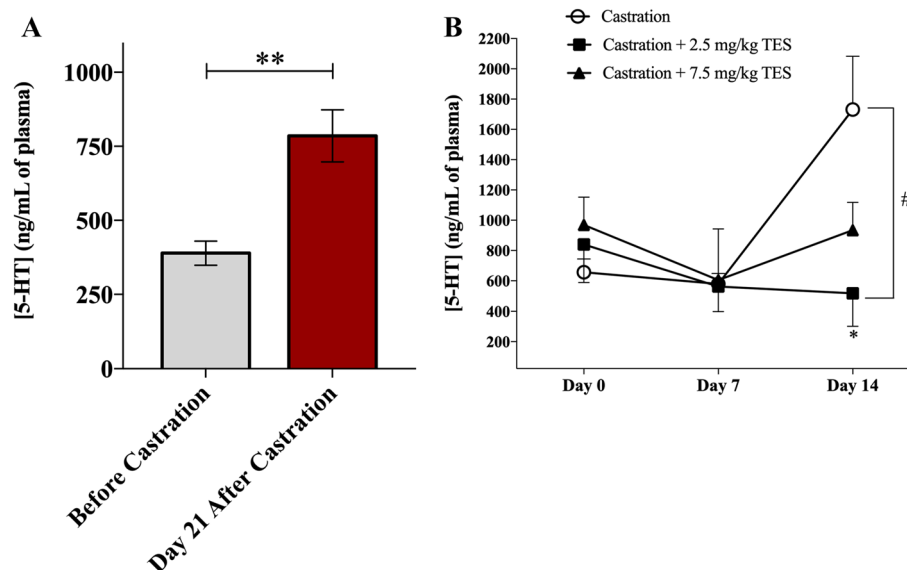 A
[5-HT] (ng/mL of plasma)
1000
750
500
250
0
**
Before Castration
Day 21 After Castration
B
Castration
Castration + 2.5 mg/kg TES
Castration + 7.5 mg/kg TES
[5-HT] (ng/mL of plasma)
2200
2000
1800
1600
1400
1200
1000
800
600
400
200
#
*
Day 0
Day 7
Day 14